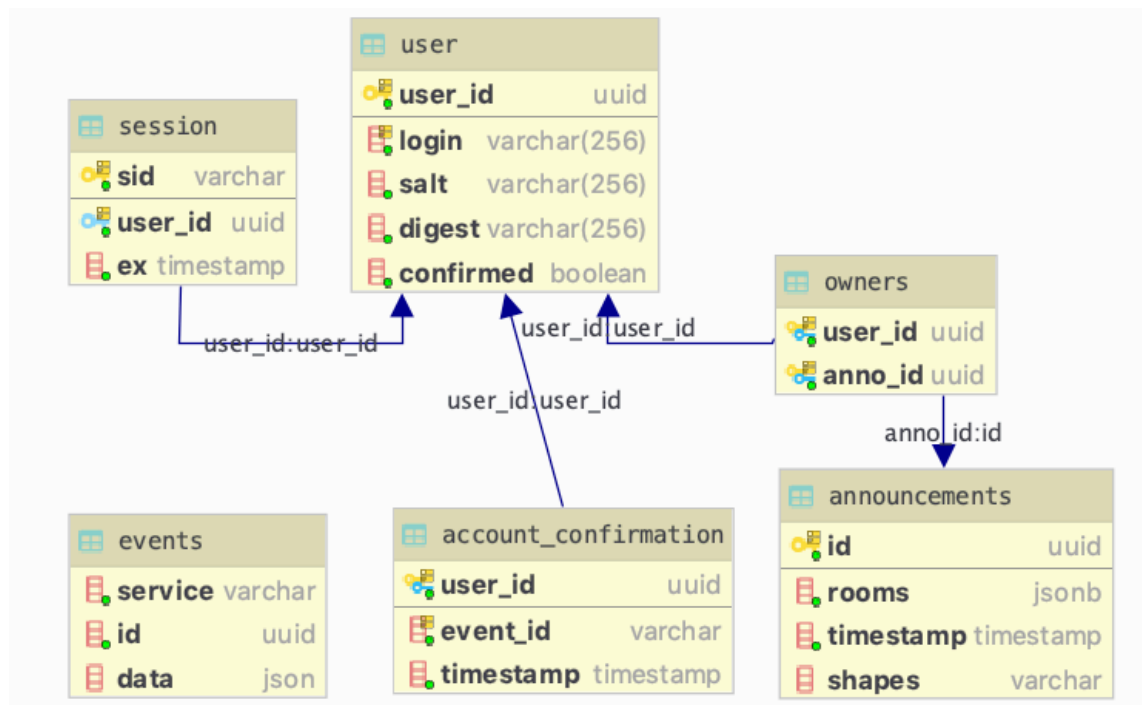 user
user_id uuid
login varchar(256)
salt varchar(256)
digest varchar(256)
confirmed boolean
session
sid varchar
user_id uuid
ex timestamp
owners
user_id uuid
anno_id uuid
user_id:user_id
user_id:user_id
user_id:user_id
anno_id:id
events
service varchar
id uuid
data json
account_confirmation
user_id uuid
event_id varchar
timestamp timestamp
announcements
id uuid
rooms jsonb
timestamp timestamp
shapes varchar